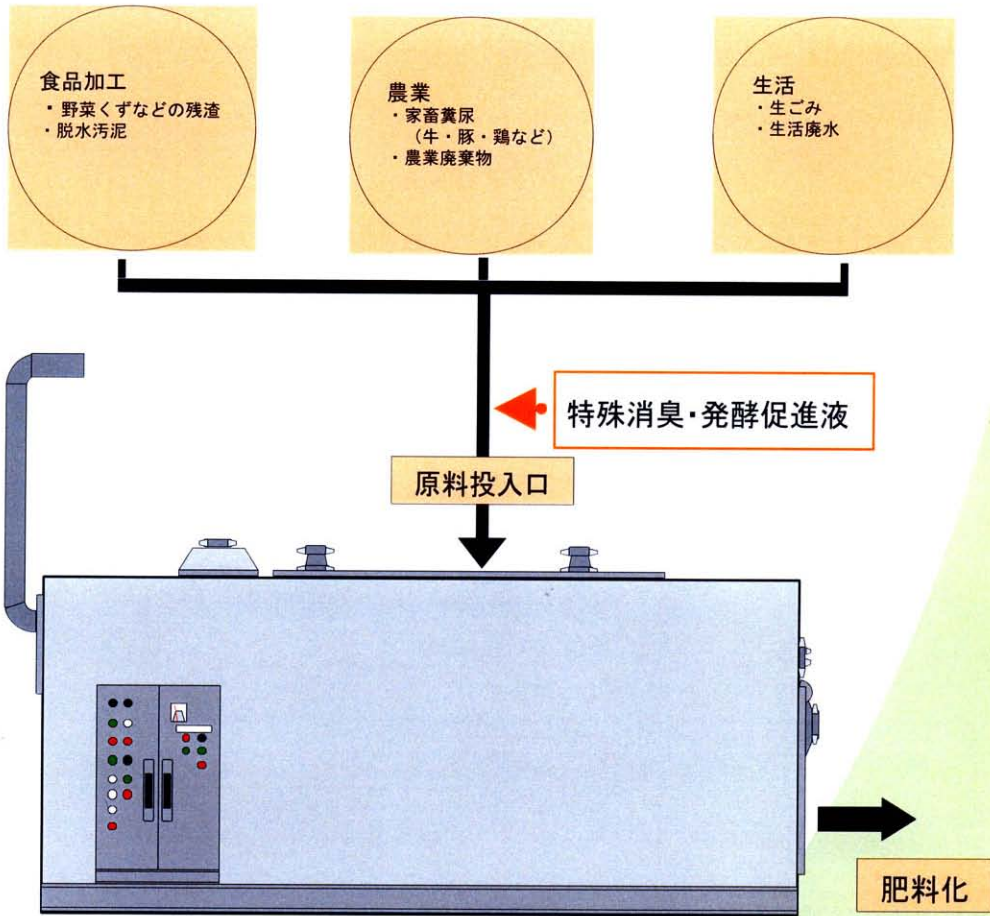 食品加工
・野菜くずなどの残渣
・脱水汚泥
農業
・家畜糞尿
（牛・豚・鶏など）
・農業廃棄物
生活
・生ごみ
・生活廃水
特殊消臭・発酵促進液
原料投入口
肥料化